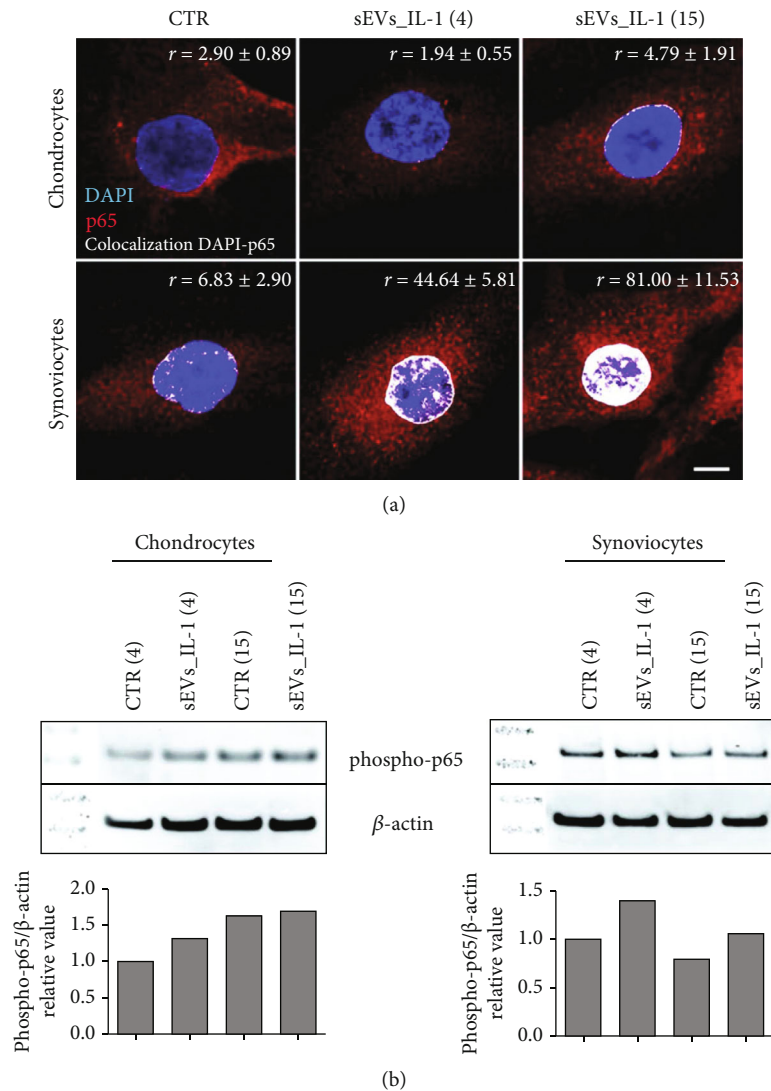 CTR sEVs_IL-1 (4) sEVs_IL-1 (15)
Chondrocytes
r = 2.90 ± 0.89 r = 1.94 ± 0.55 r = 4.79 ± 1.91
DAPI
p65
Colocalization DAPI-p65
Synoviocytes
r = 6.83 ± 2.90 r = 44.64 ± 5.81 r = 81.00 ± 11.53
(a)
Chondrocytes
CTR (4)
sEVs_IL-1 (4)
CTR (15)
sEVs_IL-1 (15)
Synoviocytes
CTR (4)
sEVs_IL-1 (4)
CTR (15)
sEVs_IL-1 (15)
phospho-p65
β-actin
Phospho-p65/β-actin
relative value
2.0
1.5
1.0
0.5
0.0
Phospho-p65/β-actin
relative value
1.5
1.0
0.5
0.0
(b)